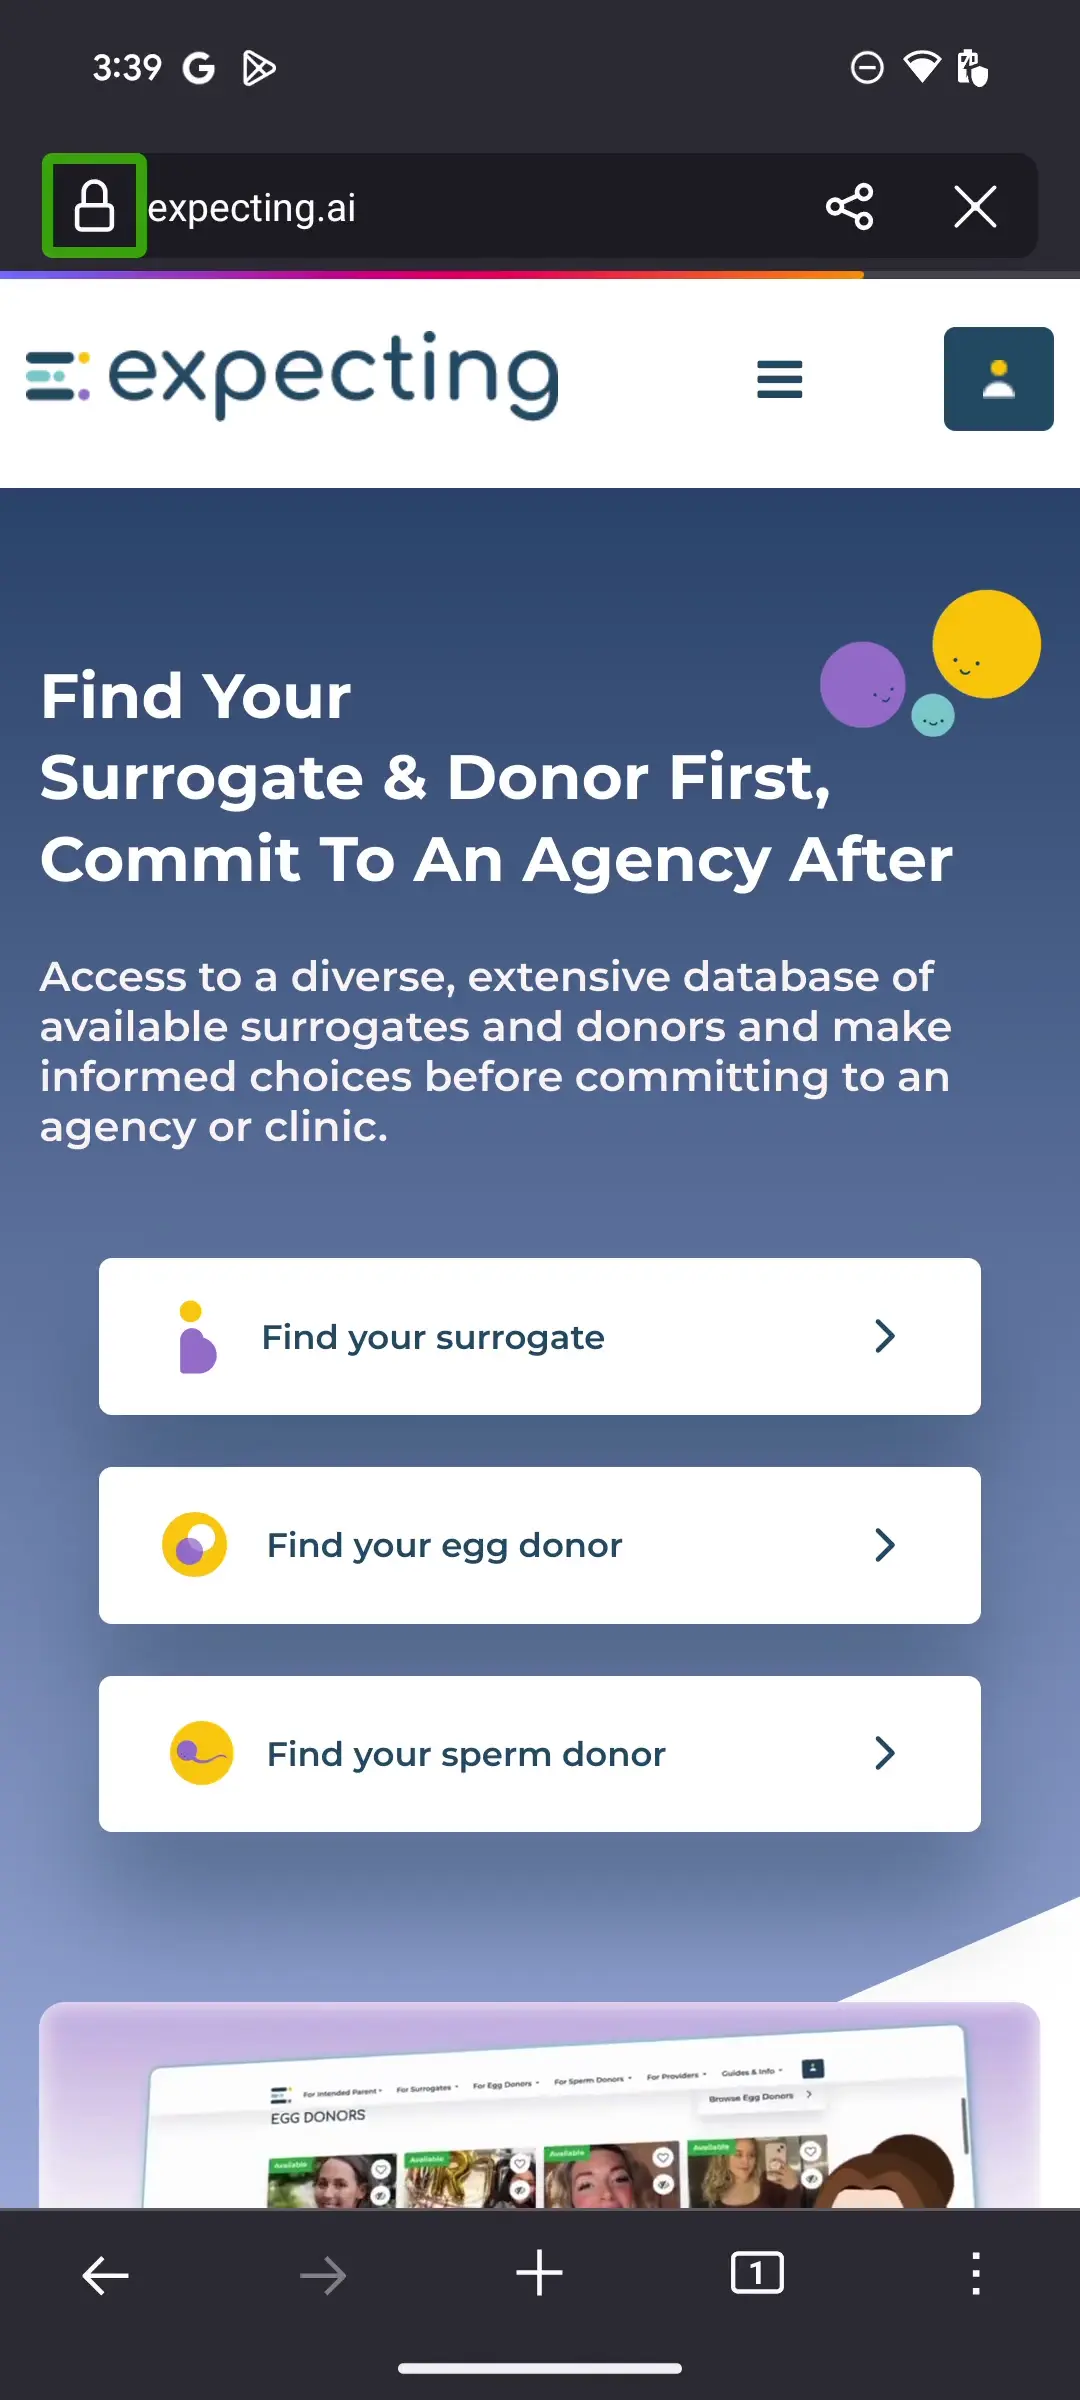 3:39
expecting.ai
expecting
Find Your
Surrogate & Donor First,
Commit To An Agency After
Access to a diverse, extensive database of
available surrogates and donors and make
informed choices before committing to an
agency or clinic.
Find your surrogate
Find your egg donor
Find your sperm donor
For Intended Parent For Surrogates For Egg Donors For Sperm Donors For Providers Guides & Info
Browse Egg Donors
EGG DONORS
Available Available Available Available
1